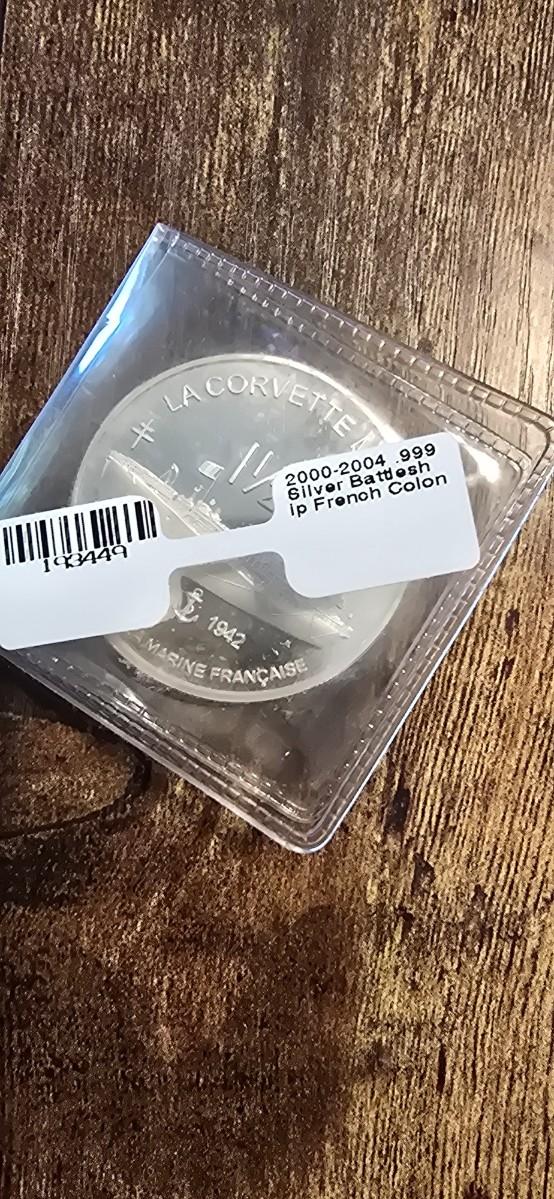 LA CORVETTE
2000-2004 .999
Silver Battlesh
ip French Colon
193449
1942
MARINE FRANÇAISE